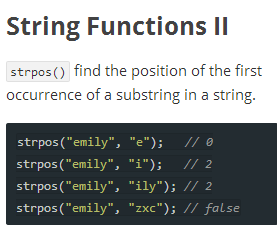 String Functions II
strpos() find the position of the first
occurrence of a substring in a string.
strpos("emily", "e");   // 0
strpos("emily", "i");   // 2
strpos("emily", "ily"); // 2
strpos("emily", "zxc"); // false